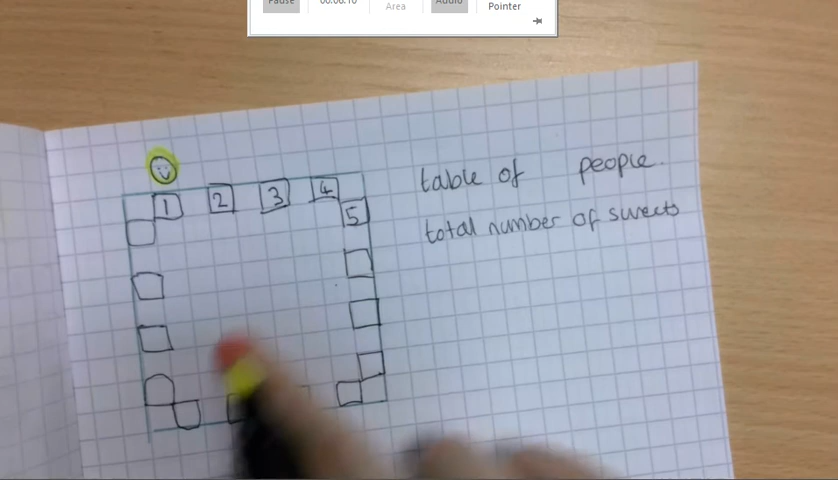 Pause
Area
Audio
Pointer
1 2 3 4
5
table of people.
total number of sweets